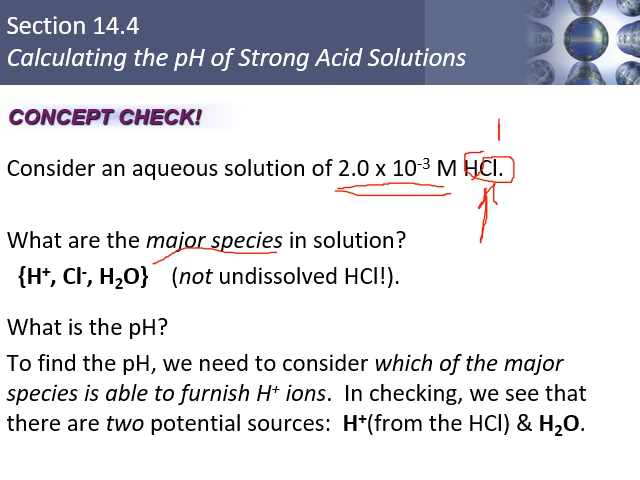 Section 14.4
Calculating the pH of Strong Acid Solutions
CONCEPT CHECK!
Consider an aqueous solution of 2.0 x 10⁻³ M HCl.
What are the major species in solution?
{H⁺, Cl⁻, H₂O} (not undissolved HCl!).
What is the pH?
To find the pH, we need to consider which of the major
species is able to furnish H⁺ ions. In checking, we see that
there are two potential sources: H⁺(from the HCl) & H₂O.